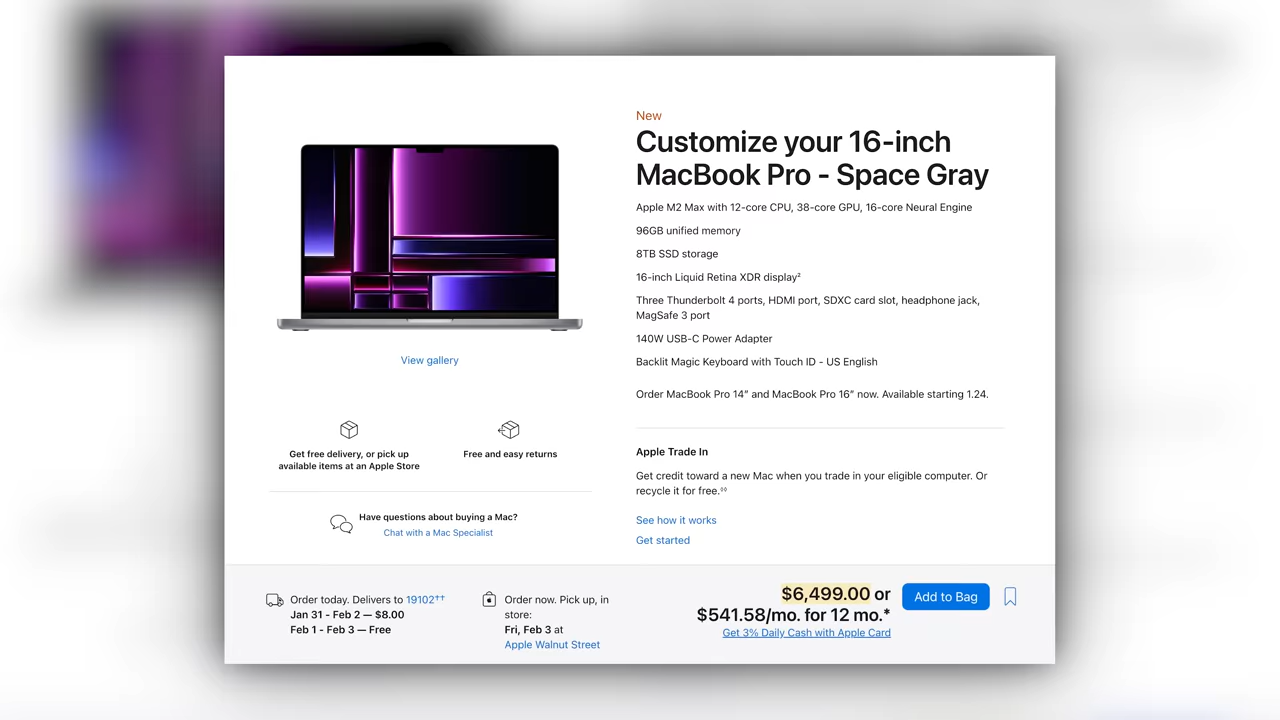 New
Customize your 16-inch
MacBook Pro - Space Gray
Apple M2 Max with 12-core CPU, 38-core GPU, 16-core Neural Engine
96GB unified memory
8TB SSD storage
16-inch Liquid Retina XDR display²
Three Thunderbolt 4 ports, HDMI port, SDXC card slot, headphone jack,
MagSafe 3 port
140W USB-C Power Adapter
Backlit Magic Keyboard with Touch ID - US English
Order MacBook Pro 14″ and MacBook Pro 16″ now. Available starting 1.24.
View gallery
Get free delivery, or pick up
available items at an Apple Store
Free and easy returns
Have questions about buying a Mac?
Chat with a Mac Specialist
Apple Trade In
Get credit toward a new Mac when you trade in your eligible computer. Or
recycle it for free.◊◊
See how it works
Get started
Order today. Delivers to 19102††
Jan 31 - Feb 2 — $8.00
Feb 1 - Feb 3 — Free
Order now. Pick up, in
store:
Fri, Feb 3 at
Apple Walnut Street
$6,499.00 or
$541.58/mo. for 12 mo.*
Get 3% Daily Cash with Apple Card
Add to Bag